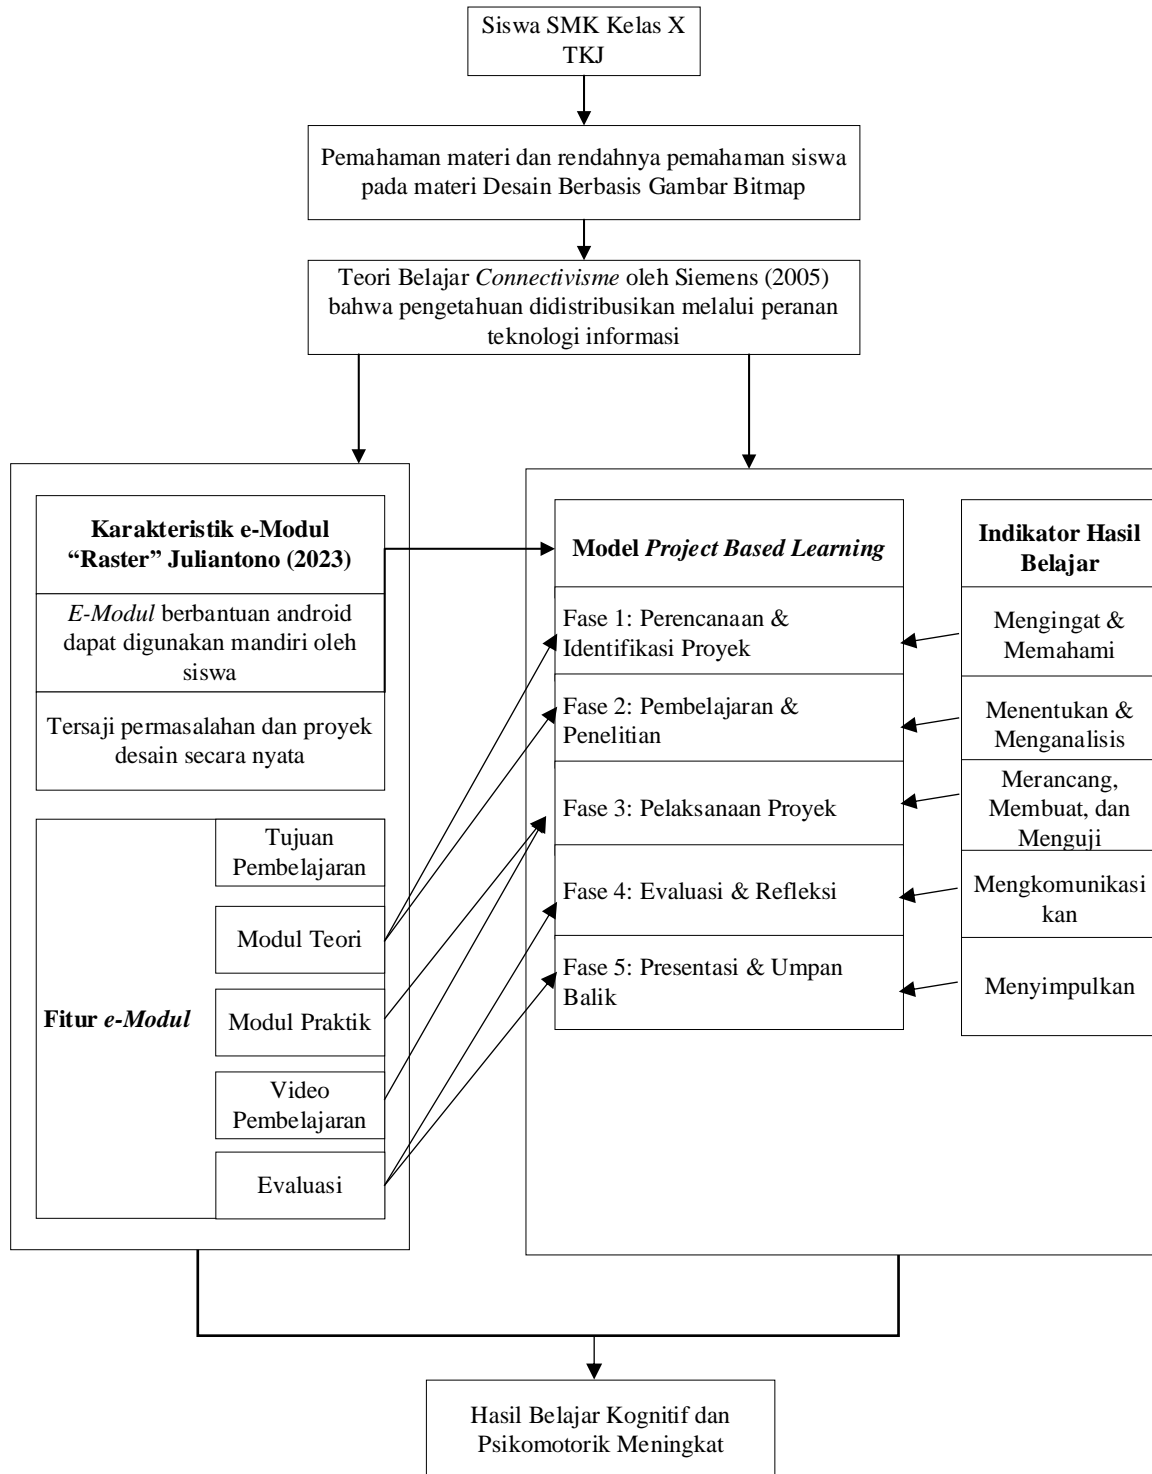 Siswa SMK Kelas X
TKJ
Pemahaman materi dan rendahnya pemahaman siswa
pada materi Desain Berbasis Gambar Bitmap
Teori Belajar Connectivisme oleh Siemens (2005)
bahwa pengetahuan didistribusikan melalui peranan
teknologi informasi
Karakteristik e-Modul
“Raster” Juliantono (2023)
E-Modul berbantuan android
dapat digunakan mandiri oleh
siswa
Tersaji permasalahan dan proyek
desain secara nyata
Fitur e-Modul
Tujuan
Pembelajaran
Modul Teori
Modul Praktik
Video
Pembelajaran
Evaluasi
Model Project Based Learning
Fase 1: Perencanaan &
Identifikasi Proyek
Fase 2: Pembelajaran &
Penelitian
Fase 3: Pelaksanaan Proyek
Fase 4: Evaluasi & Refleksi
Fase 5: Presentasi & Umpan
Balik
Indikator Hasil
Belajar
Mengingat &
Memahami
Menentukan &
Menganalisis
Merancang,
Membuat, dan
Menguji
Mengkomunikasi
kan
Menyimpulkan
Hasil Belajar Kognitif dan
Psikomotorik Meningkat